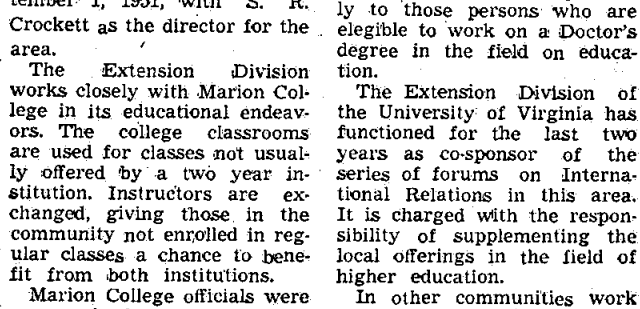 tember 1, 1951, with S. R.
Crockett as the director for the
area.
The Extension Division
works closely with Marion Col-
lege in its educational endeav-
ors. The college classrooms
are used for classes not usual-
ly offered by a two year in-
stitution. Instructors are ex-
changed, giving those in the
community not enrolled in reg-
ular classes a chance to bene-
fit from both institutions.
Marion College officials were
ly to those persons who are
elegible to work on a Doctor's
degree in the field on educa-
tion.
The Extension Division of
the University of Virginia has
functioned for the last two
years as co-sponsor of the
series of forums on Interna-
tional Relations in this area.
It is charged with the respon-
sibility of supplementing the
local offerings in the field of
higher education.
In other communities work